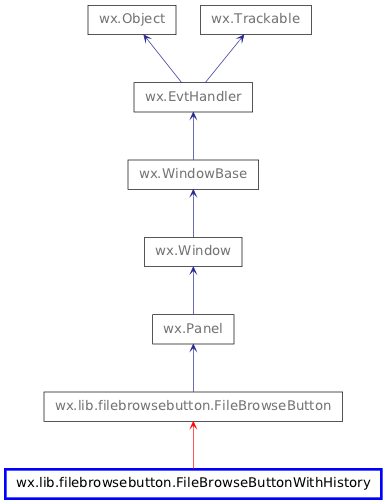 wx.Object
wx.Trackable
wx.EvtHandler
wx.WindowBase
wx.Window
wx.Panel
wx.lib.filebrowsebutton.FileBrowseButton
wx.lib.filebrowsebutton.FileBrowseButtonWithHistory